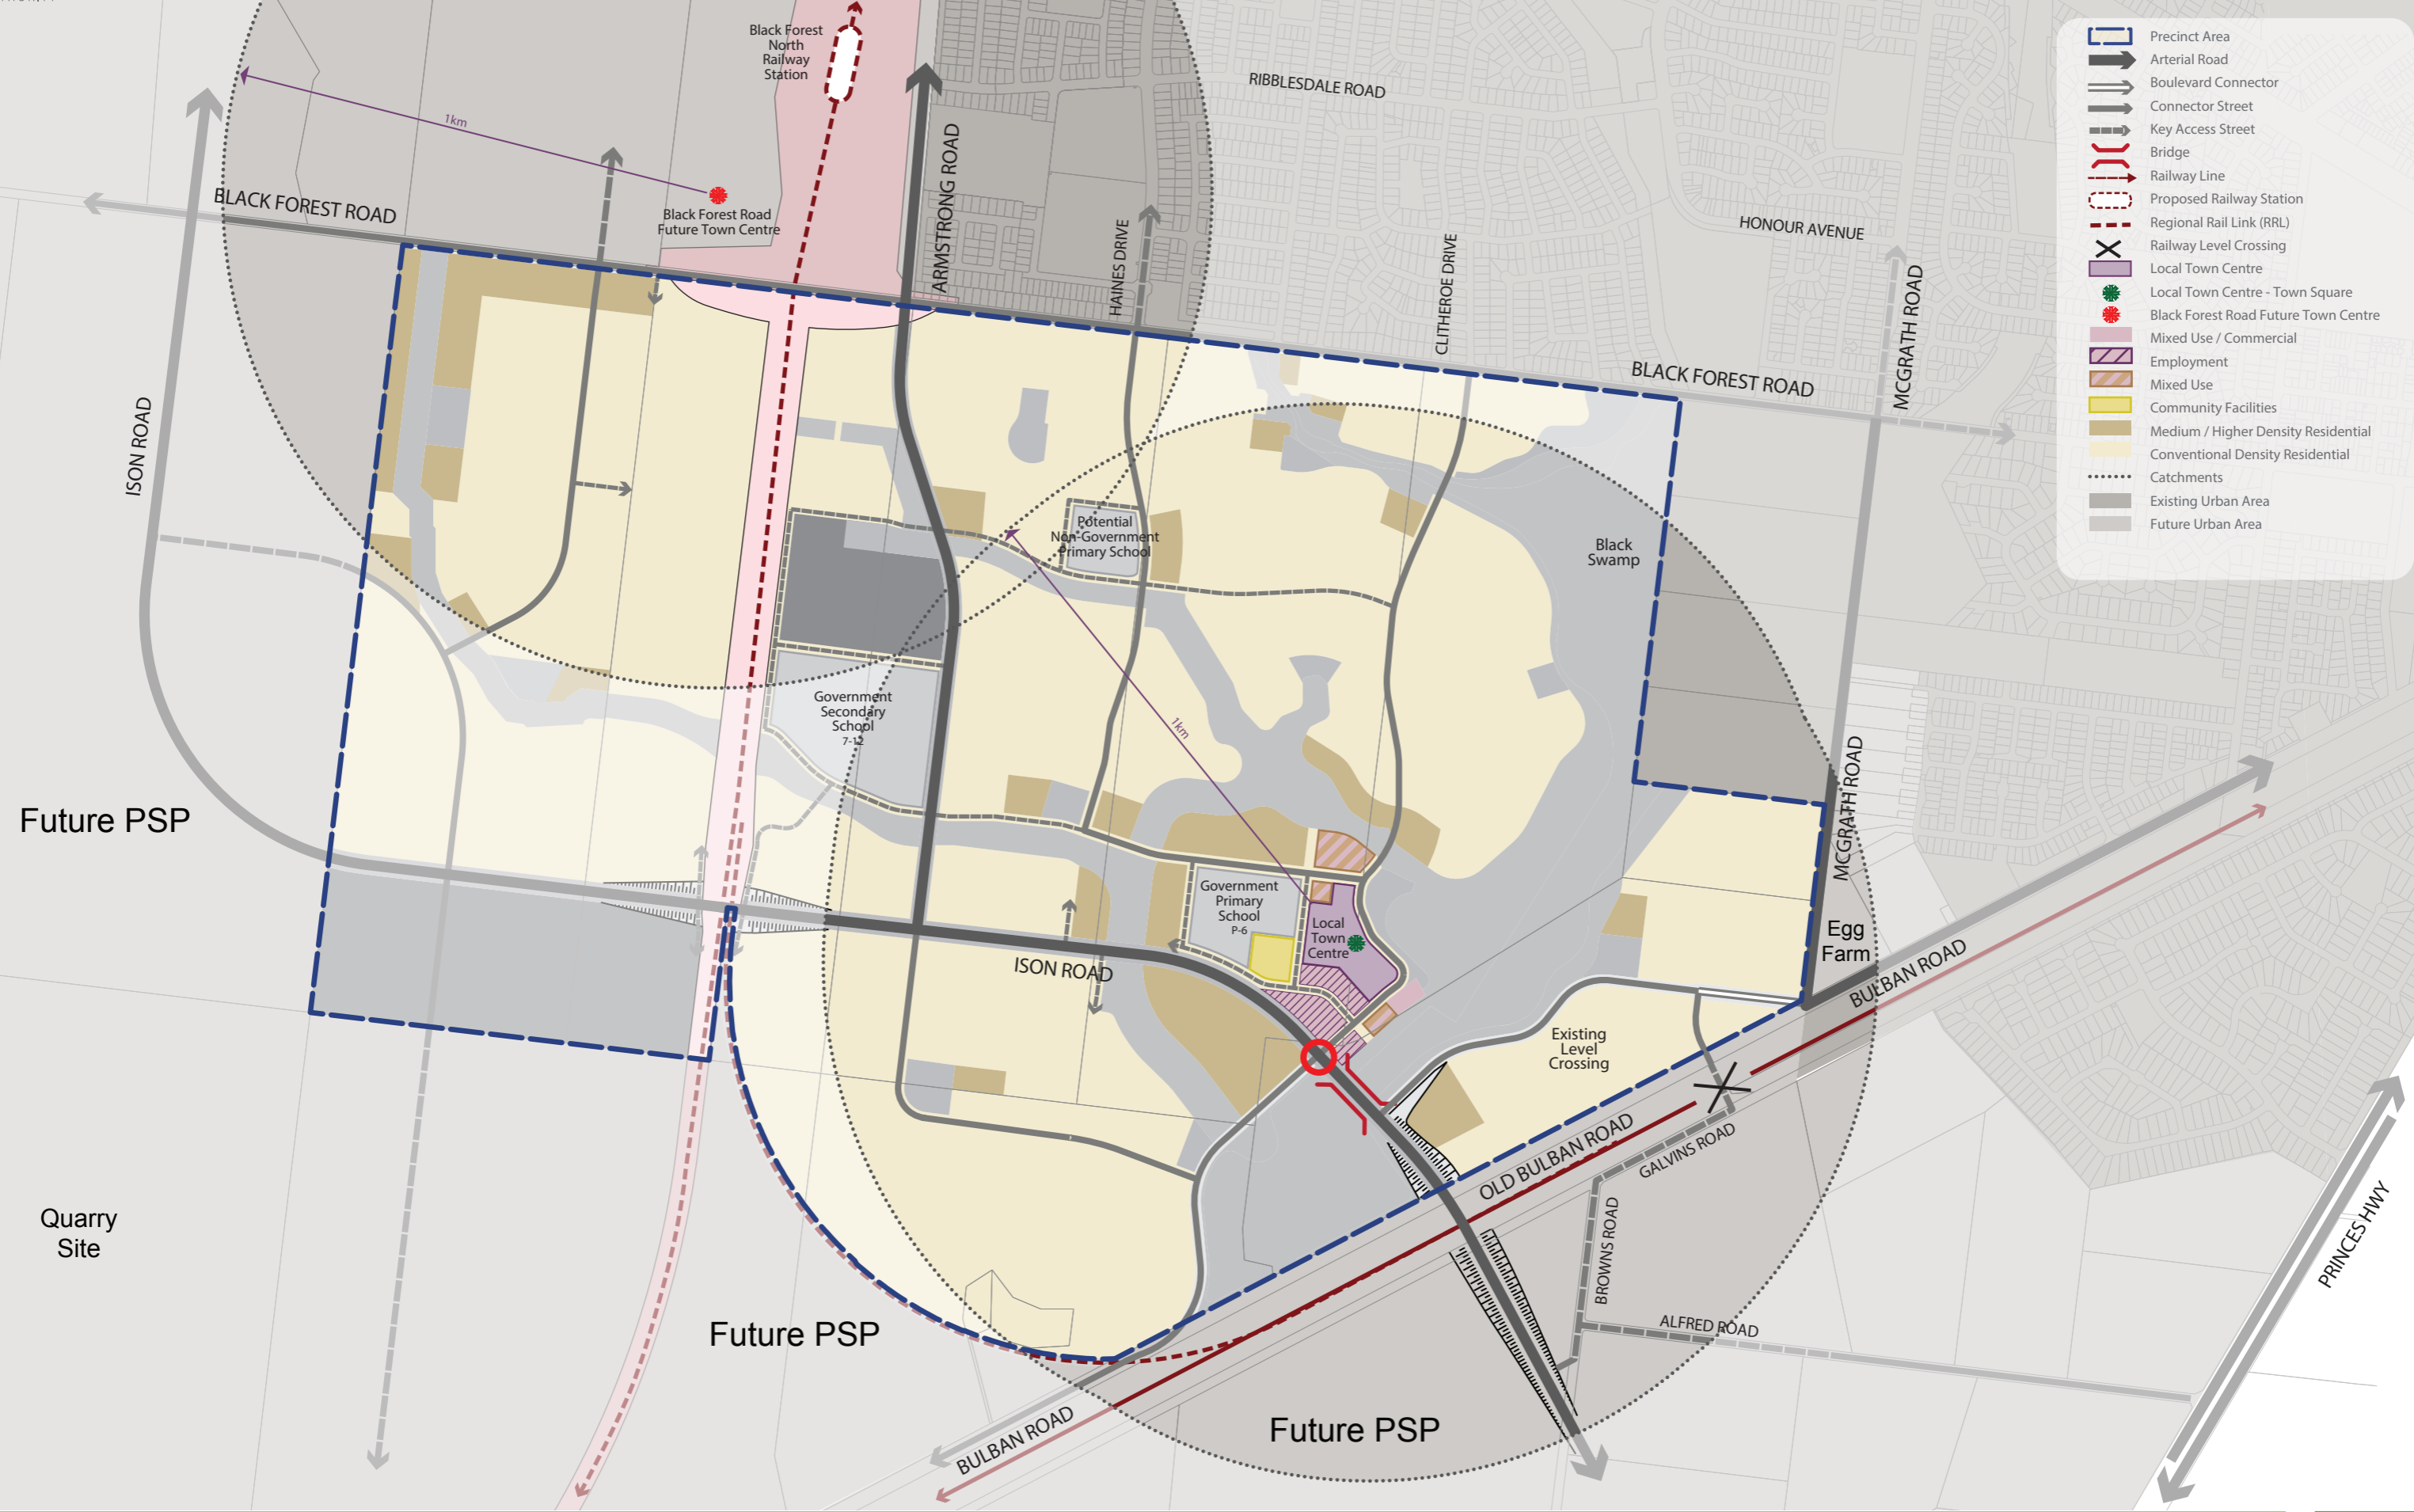 Black Forest
North
Railway
Station
1km
BLACK FOREST ROAD
Black Forest Road
Future Town Centre
ARMSTRONG ROAD
HAINES DRIVE
RIBBLESDALE ROAD
CLITHEROE DRIVE
HONOUR AVENUE
MCGRATH ROAD
BLACK FOREST ROAD
Precinct Area
Arterial Road
Boulevard Connector
Connector Street
Key Access Street
Bridge
Railway Line
Proposed Railway Station
Regional Rail Link (RRL)
Railway Level Crossing
Local Town Centre
Local Town Centre - Town Square
Black Forest Road Future Town Centre
Mixed Use / Commercial
Employment
Mixed Use
Community Facilities
Medium / Higher Density Residential
Conventional Density Residential
Catchments
Existing Urban Area
Future Urban Area
ISON ROAD
Potential
Non-Government
Primary School
Black
Swamp
Government
Secondary
School
7-12
1km
Future PSP
MCGRATH ROAD
Government
Primary
School
P-6
Local
Town
Centre
Egg
Farm
ISON ROAD
BULBAN ROAD
Existing
Level
Crossing
OLD BULBAN ROAD
GALVINS ROAD
BROWNS ROAD
ALFRED ROAD
PRINCES HWY
Quarry
Site
Future PSP
Future PSP
BULBAN ROAD